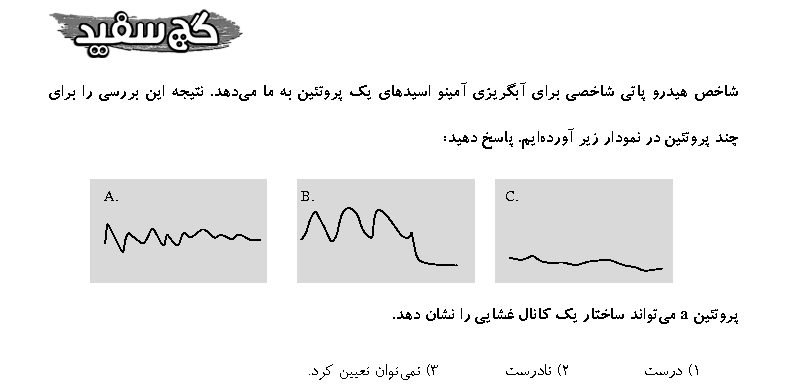 گچ سفید
شاخص هیدرو پاتی شاخصی برای آبگریزی آمینو اسیدهای یک پروتئین به ما می‌دهد. نتیجه این بررسی را برای
چند پروتئین در نمودار زیر آورده‌ایم. پاسخ دهید:
A. B. C.
پروتئین a می‌تواند ساختار یک کانال غشایی را نشان دهد.
۱) درست ۲) نادرست ۳) نمی‌توان تعیین کرد.